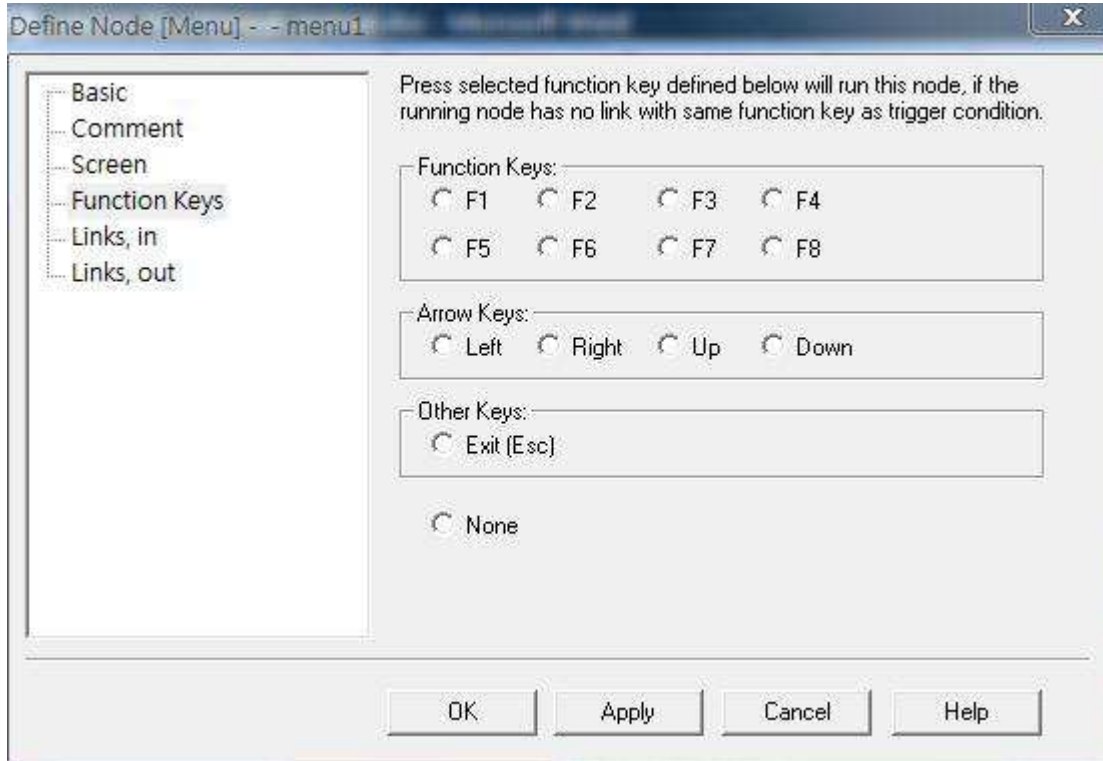 Define Node [Menu] - - menu1
Basic
Comment
Screen
Function Keys
Links, in
Links, out
Press selected function key defined below will run this node, if the
running node has no link with same function key as trigger condition.
Function Keys:
F1 F2 F3 F4
F5 F6 F7 F8
Arrow Keys:
Left Right Up Down
Other Keys:
Exit (Esc)
None
OK Apply Cancel Help